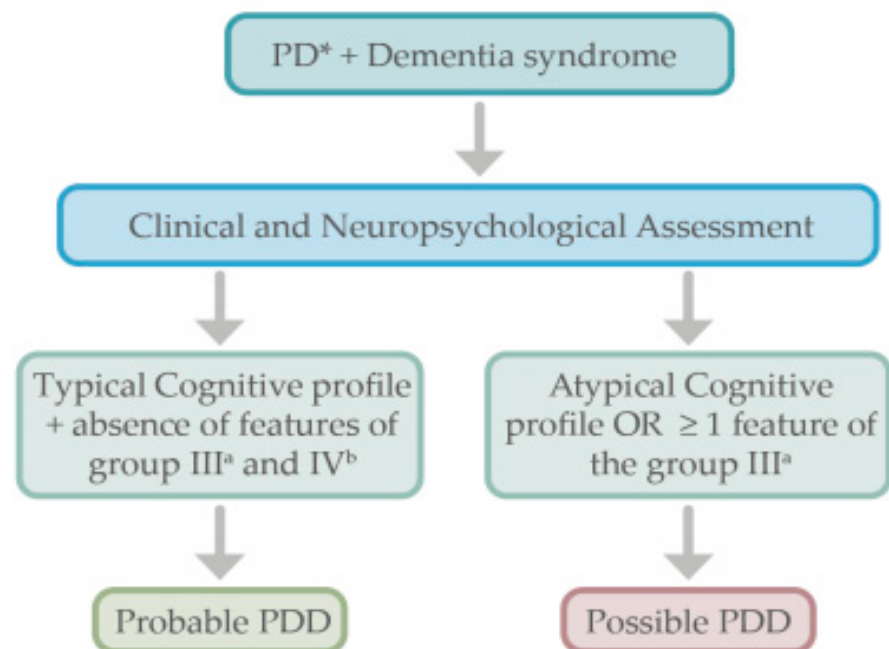 PD* + Dementia syndrome
Clinical and Neuropsychological Assessment
Typical Cognitive profile
+ absence of features of
group IIIᵃ and IVᵇ
Atypical Cognitive
profile OR ≥ 1 feature of
the group IIIᵃ
Probable PDD
Possible PDD